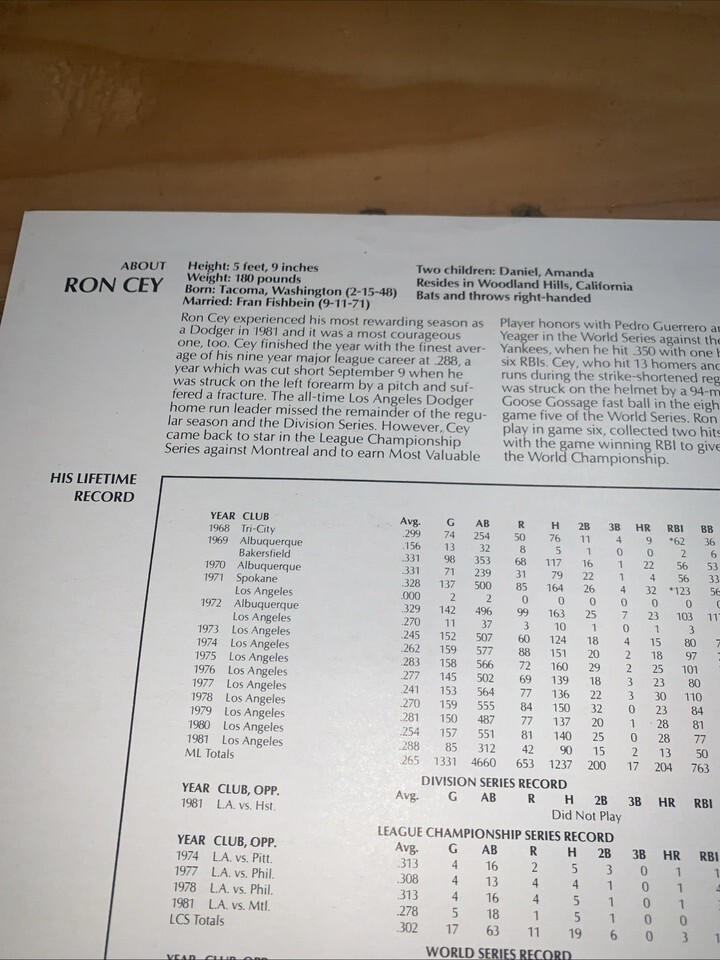 ABOUT
RON CEY
Height: 5 feet, 9 inches
Weight: 180 pounds
Born: Tacoma, Washington (2-15-48)
Married: Fran Fishbein (9-11-71)
Two children: Daniel, Amanda
Resides in Woodland Hills, California
Bats and throws right-handed
Ron Cey experienced his most rewarding season as
a Dodger in 1981 and it was a most courageous
one, too. Cey finished the year with the finest aver-
age of his nine year major league career at .288, a
year which was cut short September 9 when he
was struck on the left forearm by a pitch and suf-
fered a fracture. The all-time Los Angeles Dodger
home run leader missed the remainder of the regu-
lar season and the Division Series. However, Cey
came back to star in the League Championship
Series against Montreal and to earn Most Valuable
Player honors with Pedro Guerrero
Yeager in the World Series against the
Yankees, when he hit .350 with one
six RBIs. Cey, who hit 13 homers and
runs during the strike-shortened reg
was struck on the helmet by a 94-m
Goose Gossage fast ball in the eigh
game five of the World Series. Ron
play in game six, collected two hits
with the game winning RBI to give
the World Championship.
HIS LIFETIME
RECORD
YEAR CLUB Avg. G AB R H 2B 3B HR RBI BB
1968 Tri-City .299 74 254 50 76 11 4 9 *62 36
1969 Albuquerque .156 13 32 8 5 1 0 0 2 6
Bakersfield .331 98 353 68 117 16 1 22 56 53
1970 Albuquerque .331 71 239 31 79 22 1 4 56 33
1971 Spokane .328 137 500 85 164 26 4 32 *123 56
Los Angeles .000 2 2 0 0 0 0 0 0 0
1972 Albuquerque .329 142 496 99 163 25 7 23 103 11
Los Angeles .270 11 37 3 10 1 0 1 3
1973 Los Angeles .245 152 507 60 124 18 4 15 80 7
1974 Los Angeles .262 159 577 88 151 20 2 18 97
1975 Los Angeles .283 158 566 72 160 29 2 25 101
1976 Los Angeles .277 145 502 69 139 18 3 23 80
1977 Los Angeles .241 153 564 77 136 22 3 30 110
1978 Los Angeles .270 159 555 84 150 32 0 23 84
1979 Los Angeles .281 150 487 77 137 20 1 28 81
1980 Los Angeles .254 157 551 81 140 25 0 28 77
1981 Los Angeles .288 85 312 42 90 15 2 13 50
ML Totals .265 1331 4660 653 1237 200 17 204 763
DIVISION SERIES RECORD
YEAR CLUB, OPP. Avg. G AB R H 2B 3B HR RBI
1981 L.A. vs. Hst. Did Not Play
LEAGUE CHAMPIONSHIP SERIES RECORD
YEAR CLUB, OPP. Avg. G AB R H 2B 3B HR RBI
1974 L.A. vs. Pitt. .313 4 16 2 5 3 0 1 1
1977 L.A. vs. Phil. .308 4 13 4 4 1 0 1
1978 L.A. vs. Phil. .313 4 16 4 5 1 0 1
1981 L.A. vs. Mtl. .278 5 18 1 5 1 0 0
LCS Totals .302 17 63 11 19 6 0 3 1
WORLD SERIES RECORD
YEAR CLUB, OPP.